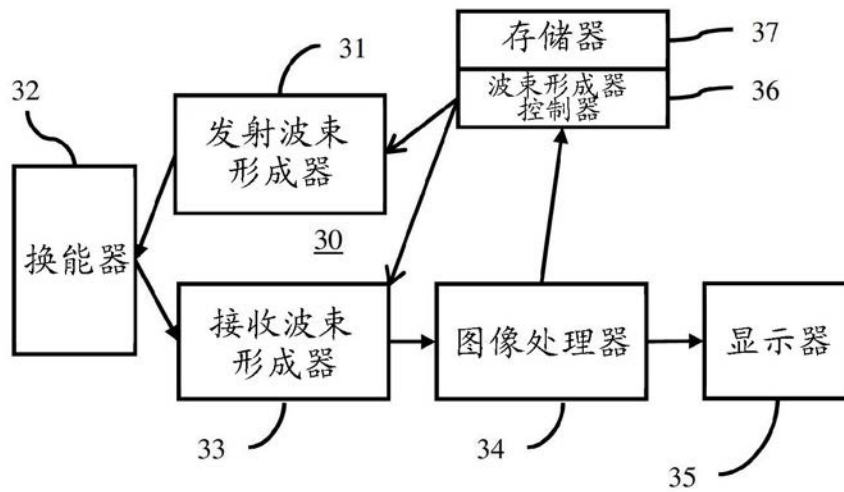 31
37
存储器
36
波束形成器
控制器
32
发射波束
形成器
换能器
30
接收波束
形成器
图像处理器
显示器
33
34
35